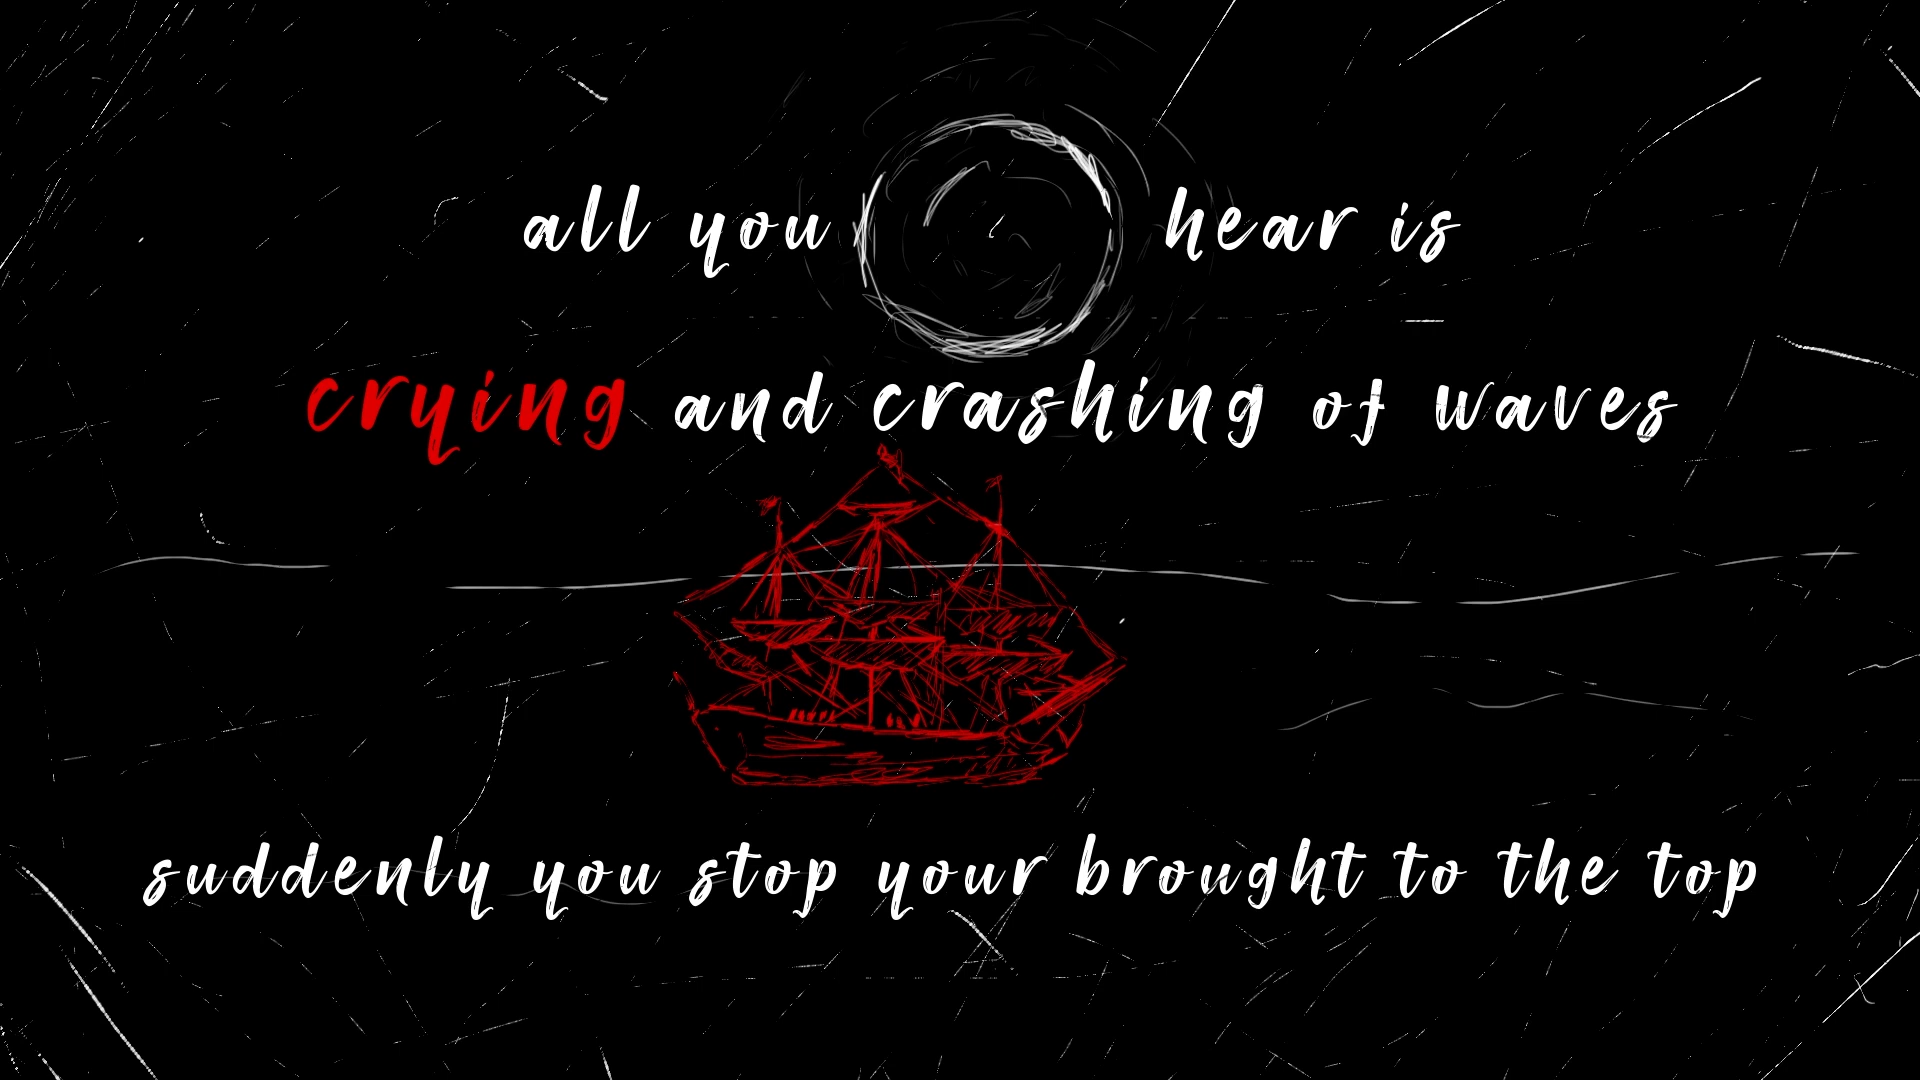 all you hear is
crying and crashing of waves
suddenly you stop your brought to the top